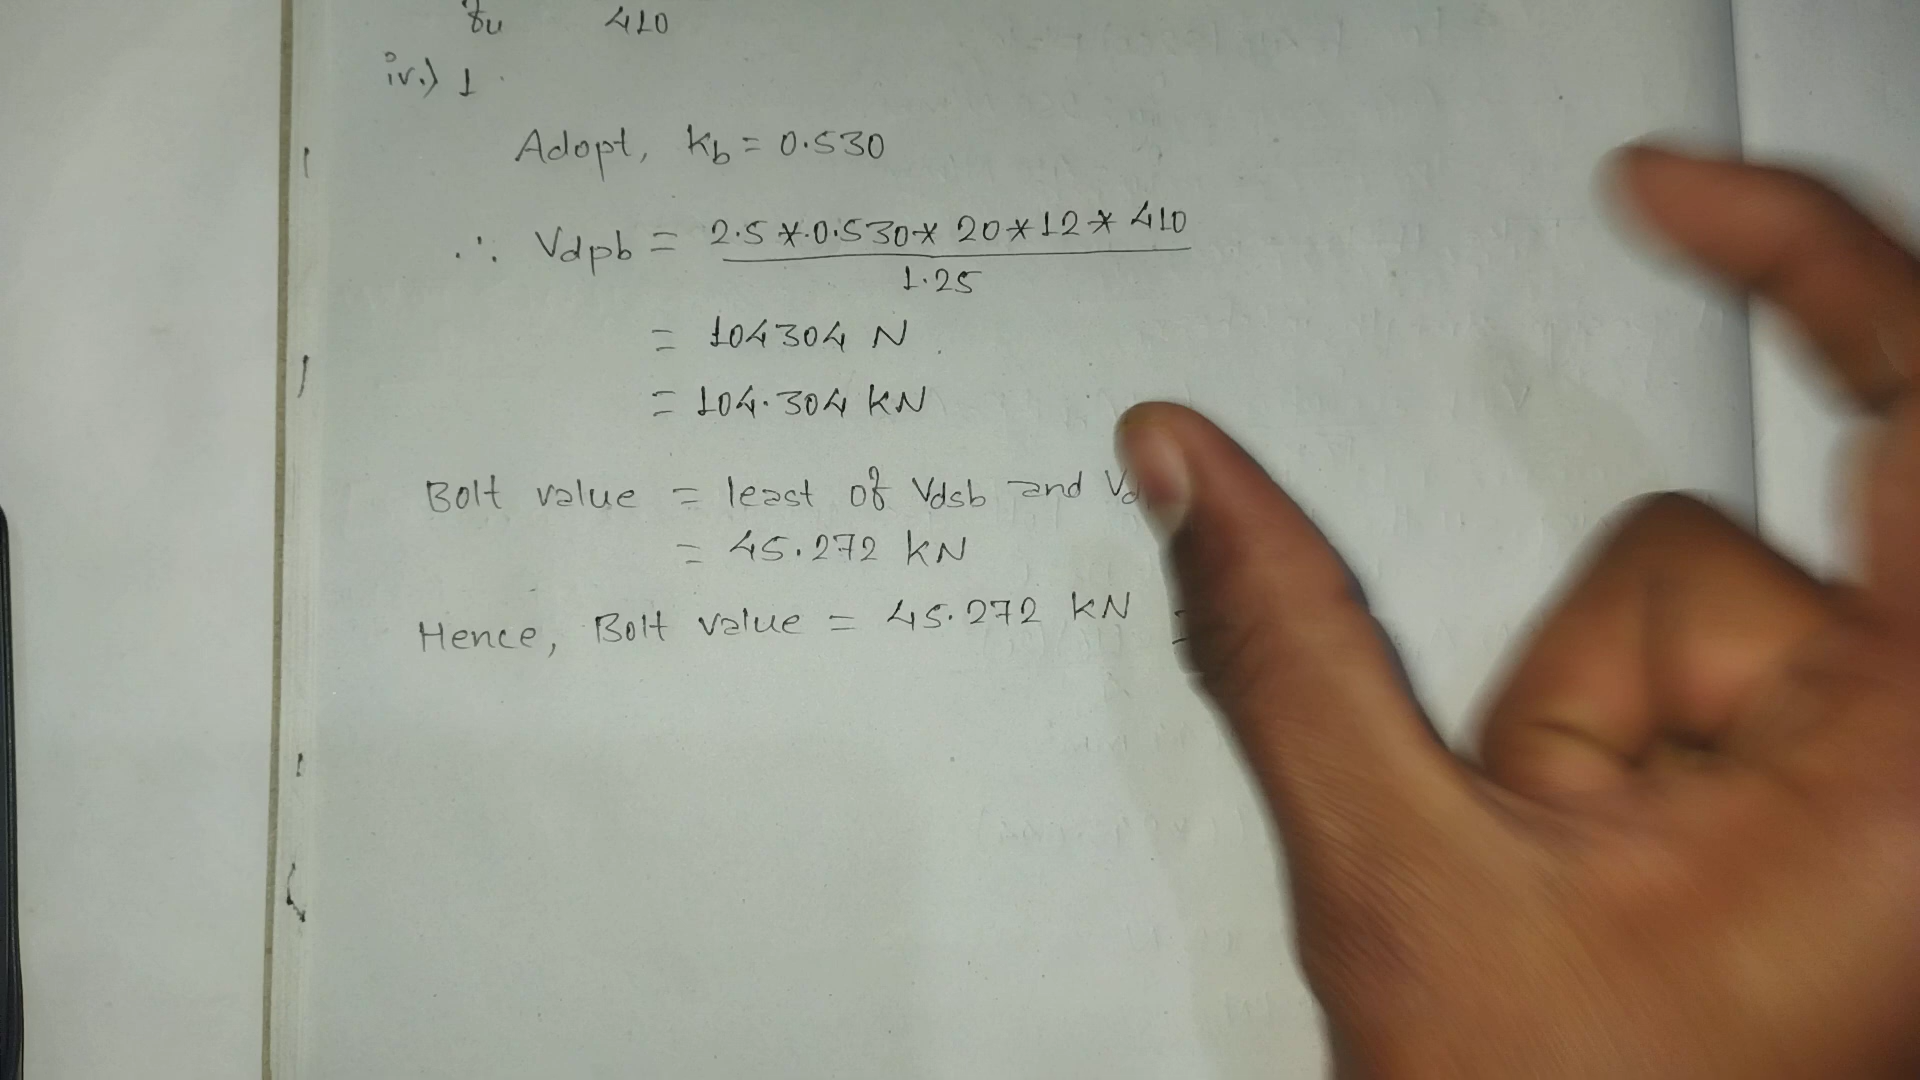 fu 410
iv.) 1
Adopt, kb = 0.530
∴ Vdpb = 2.5 * 0.530 * 20 * 12 * 410
1.25
= 104304 N
= 104.304 KN
Bolt value = least of Vdsb and
= 45.272 KN
Hence, Bolt value = 45.272 KN =